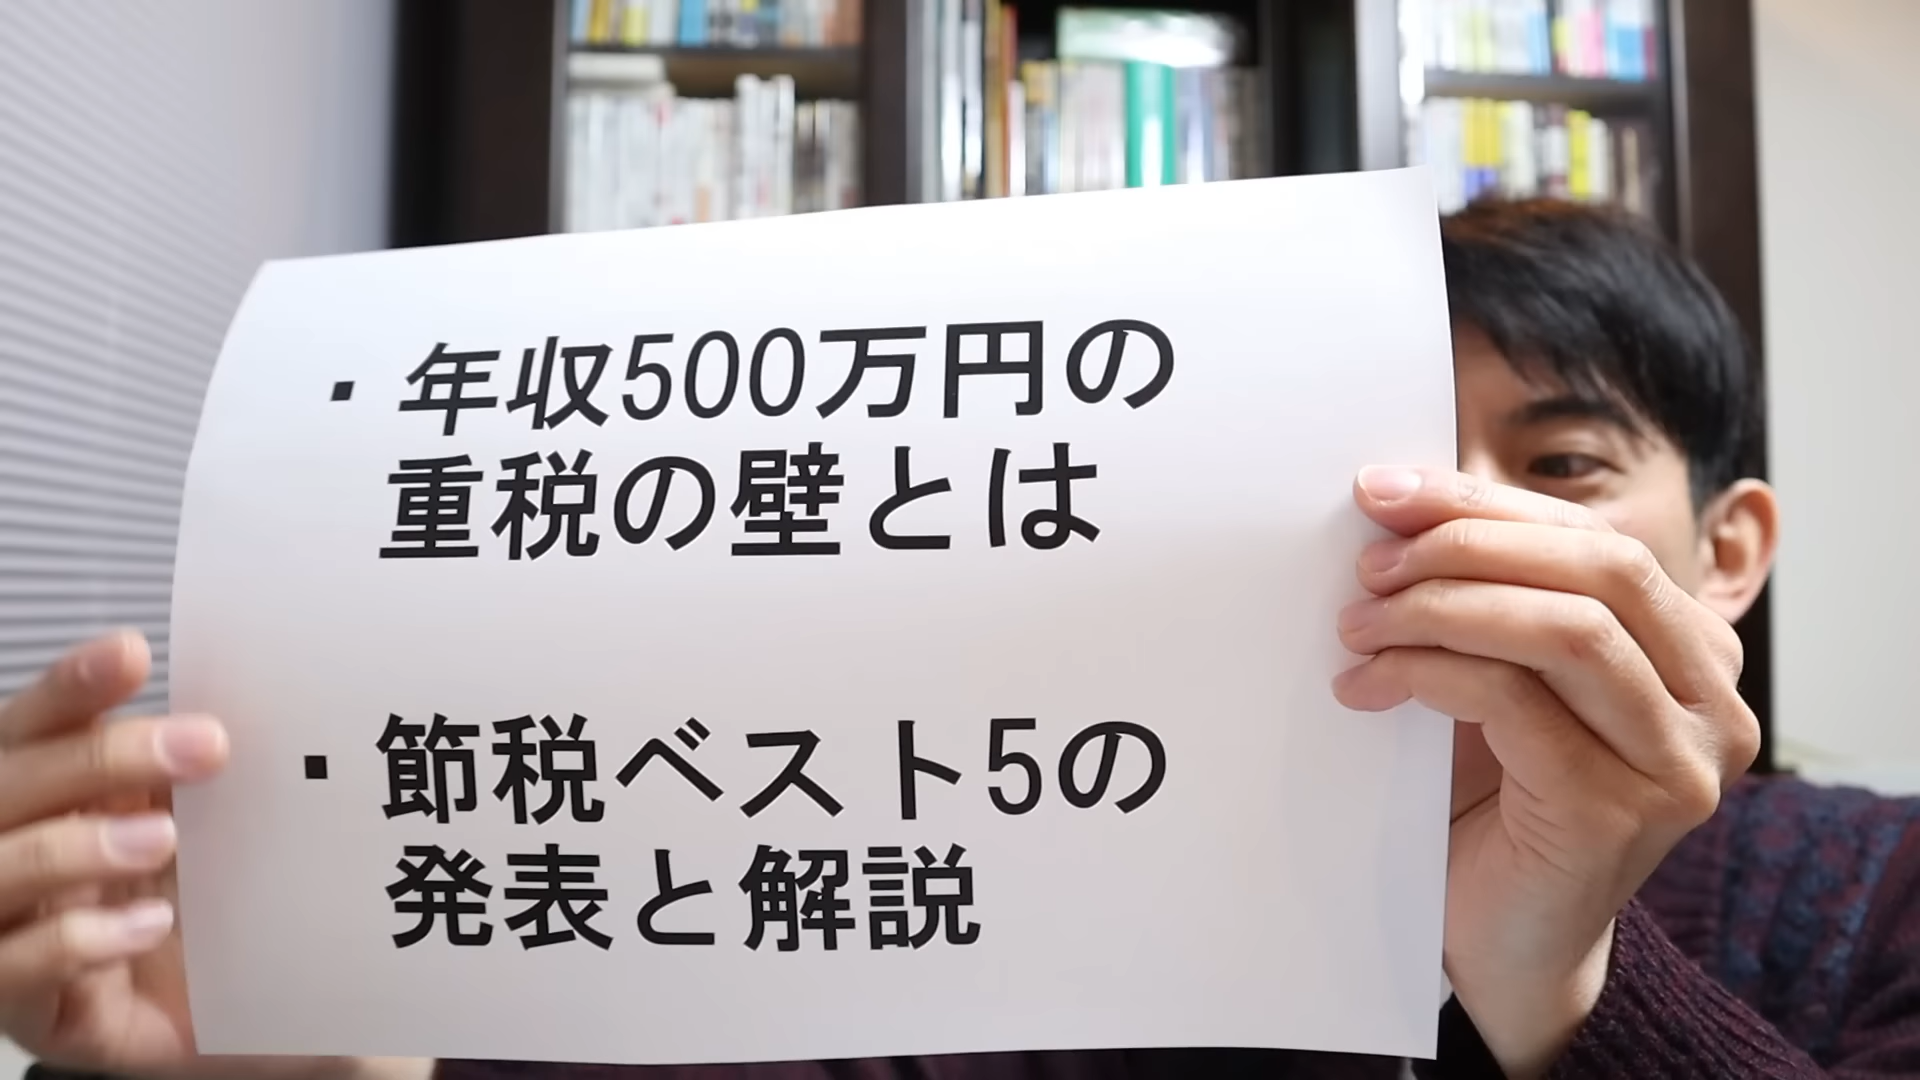 ・年収500万円の
重税の壁とは
・節税ベスト5の
発表と解説